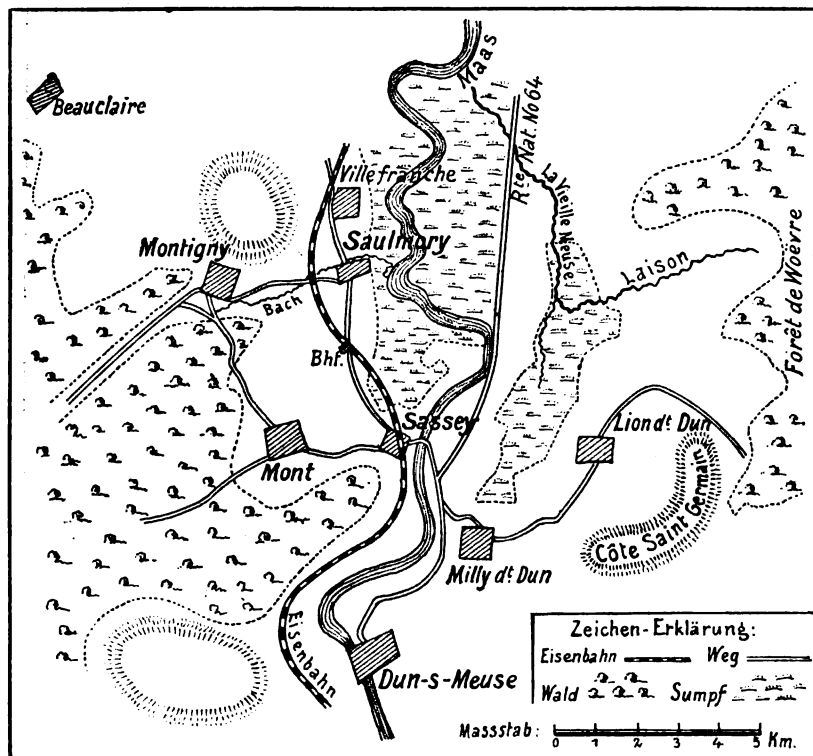 Maas
Beauclaire
Rte. Nat. No 64
Villefranche
La Vieille Meuse
Montigny
Saulmory
Laison
Bach
Forêt de Woëvre
Bhf.
Sassey
Lion dt. Dun
Mont
Côte Saint Germain
Milly dt. Dun
Eisenbahn
Dun-s-Meuse
Zeichen-Erklärung:
Eisenbahn Weg
Wald Sumpf
Massstab: 0 1 2 3 4 5 Km.